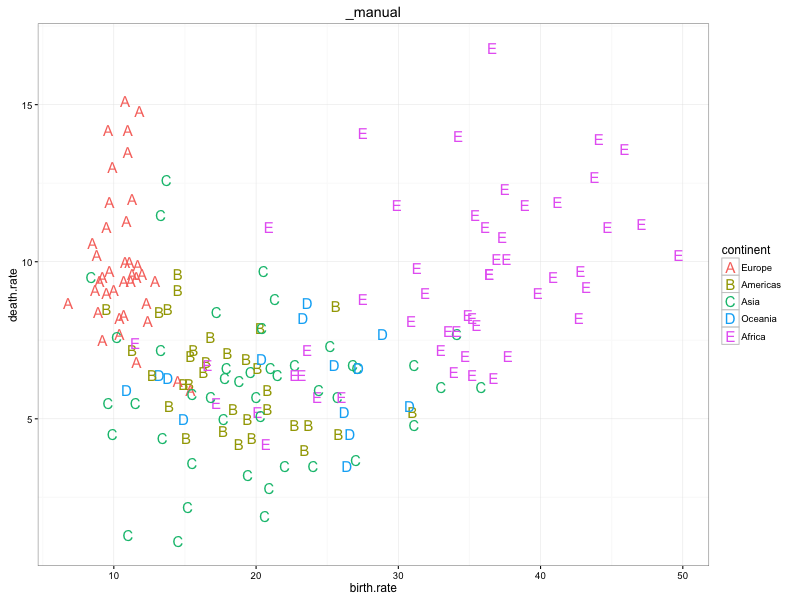 _manual
death.rate
15
10
5
10 20 30 40 50
birth.rate
continent
A Europe
B Americas
C Asia
D Oceania
E Africa